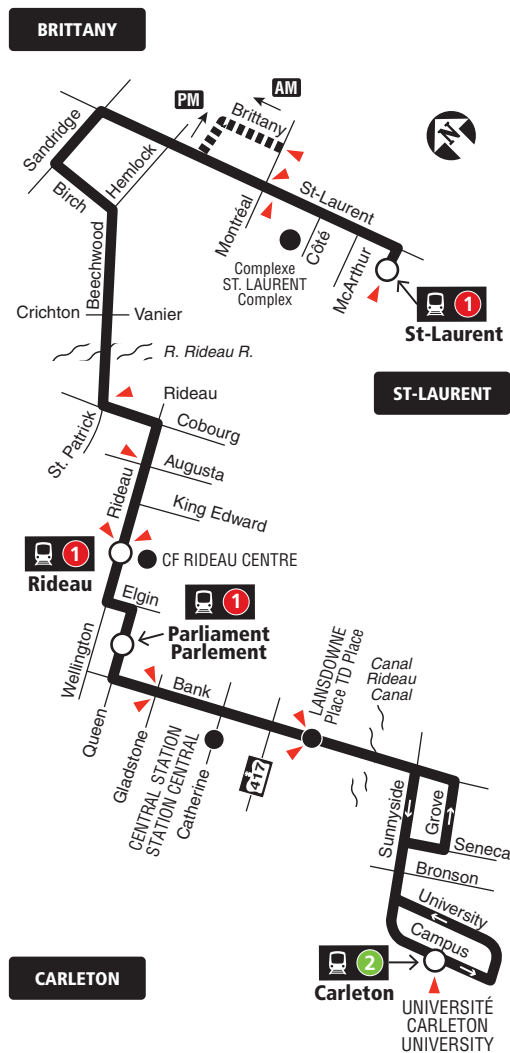 BRITTANY
PM
AM
Brittany
N
Sandridge
Birch
Hemlock
Beechwood
St-Laurent
Montréal
Côté
McArthur
Complexe
ST. LAURENT
Complex
1
St-Laurent
Crichton
Vanier
R. Rideau R.
ST-LAURENT
Rideau
Cobourg
St. Patrick
Augusta
Rideau
King Edward
1
Rideau
CF RIDEAU CENTRE
Elgin
1
Parliament
Parlement
Wellington
Queen
Bank
Gladstone
CENTRAL STATION
STATION CENTRAL
Catherine
417
LANSDOWNE
Place TD Place
Canal
Rideau
Canal
Sunnyside
Grove
Seneca
Bronson
University
Campus
2
Carleton
CARLETON
UNIVERSITÉ
CARLETON
UNIVERSITY